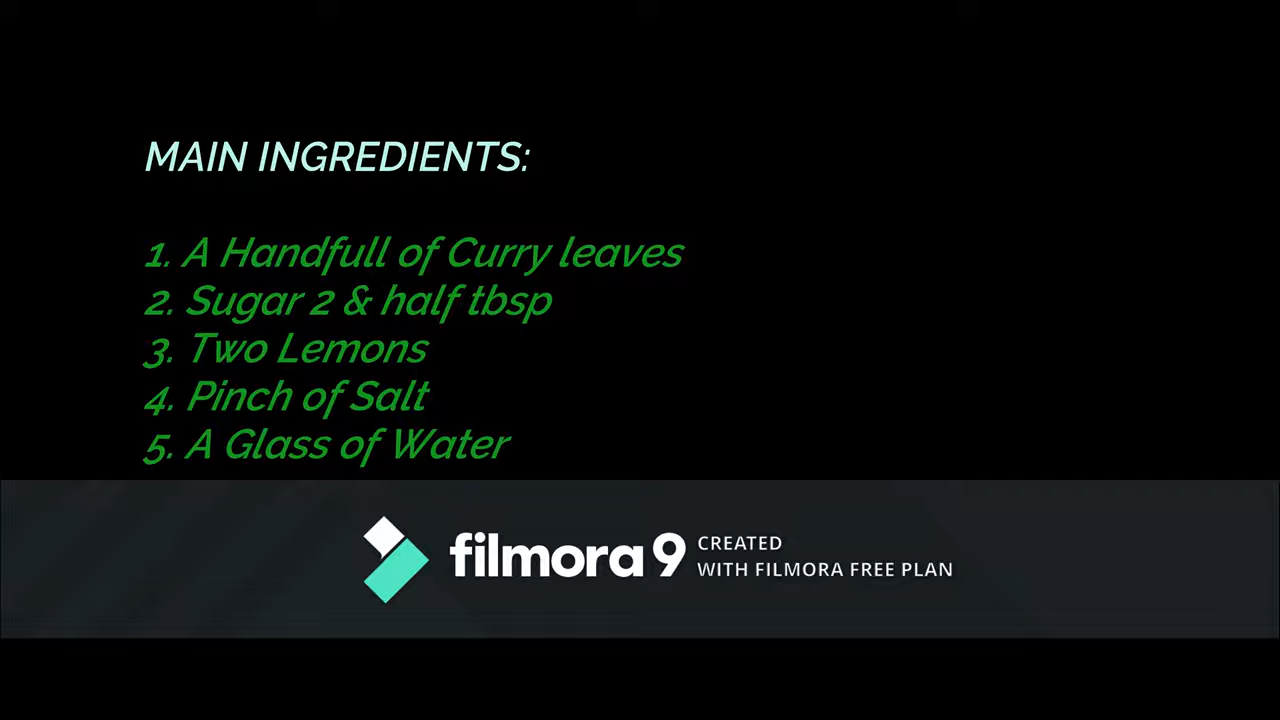 MAIN INGREDIENTS:
1. A Handfull of Curry leaves
2. Sugar 2 & half tbsp
3. Two Lemons
4. Pinch of Salt
5. A Glass of Water
filmora 9
CREATED
WITH FILMORA FREE PLAN